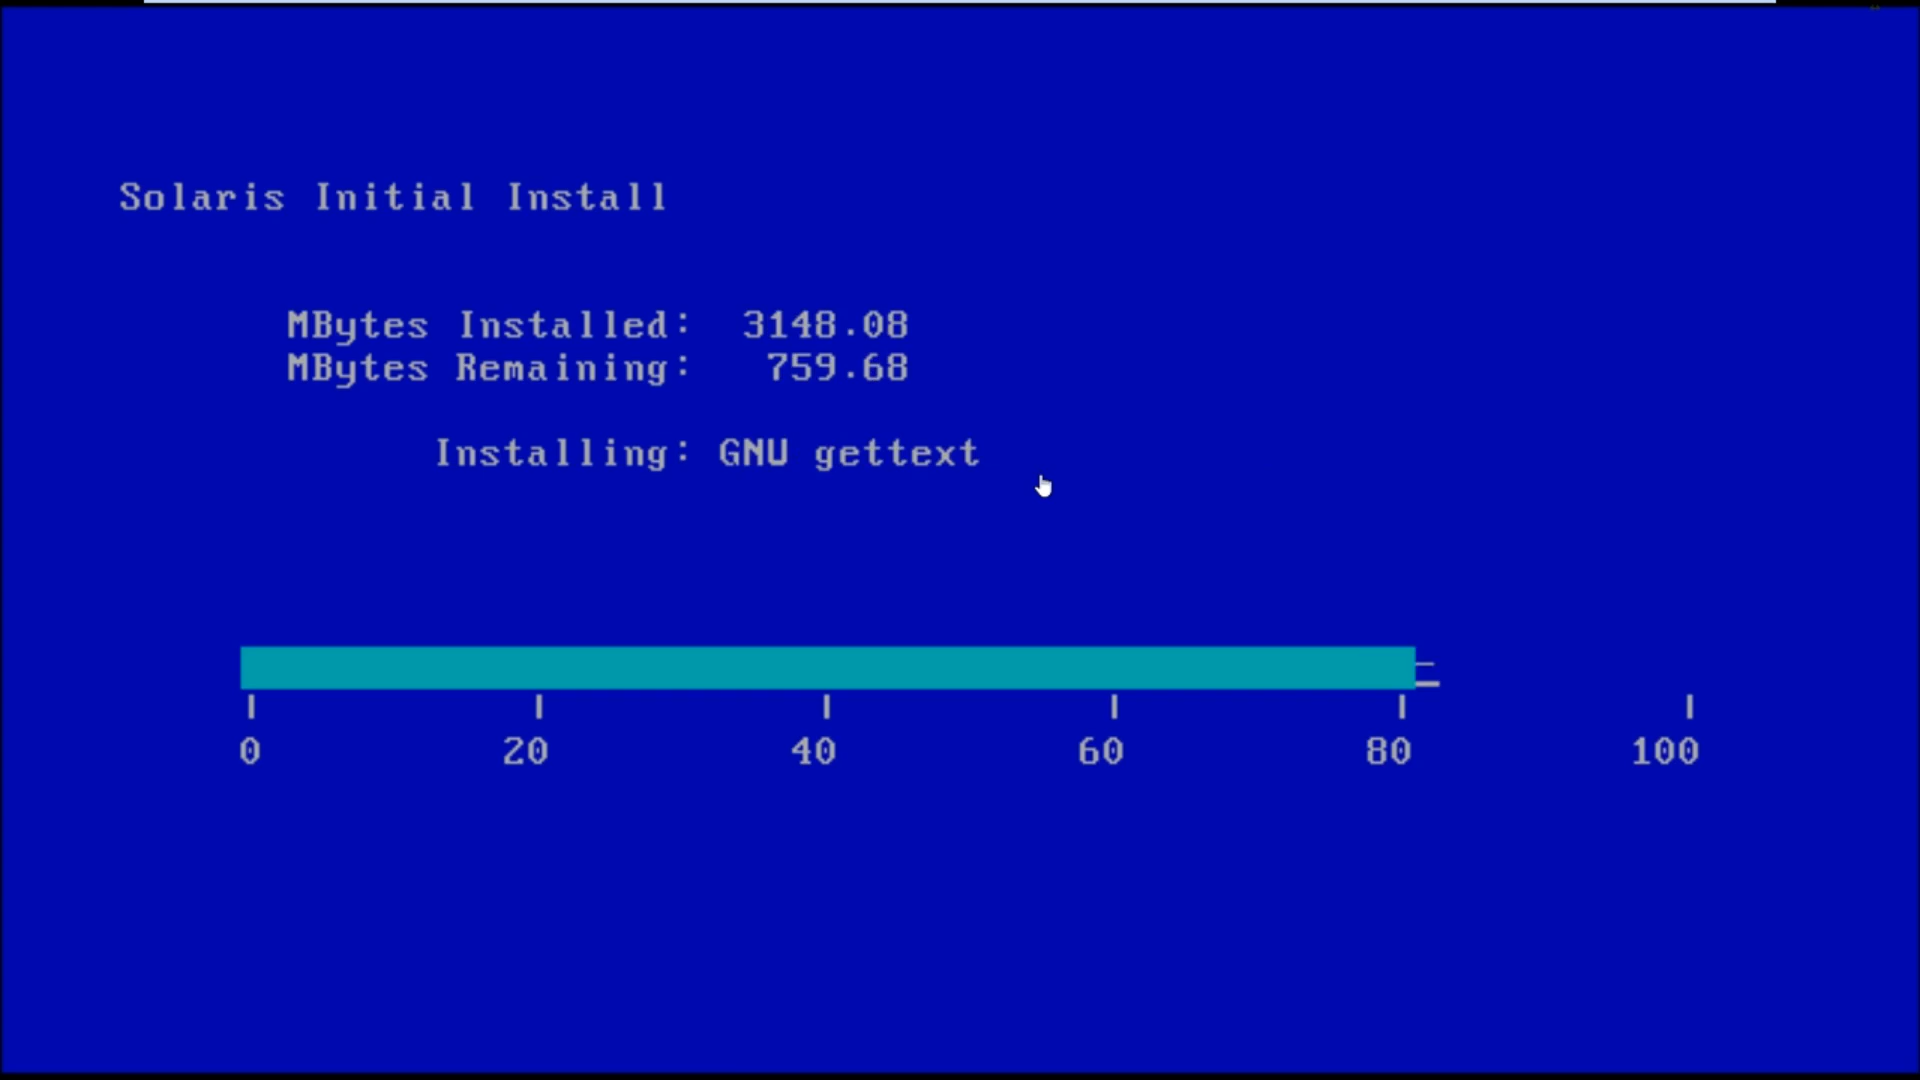 Solaris Initial Install
MBytes Installed: 3148.08
MBytes Remaining: 759.68
Installing: GNU gettext
0 20 40 60 80 100